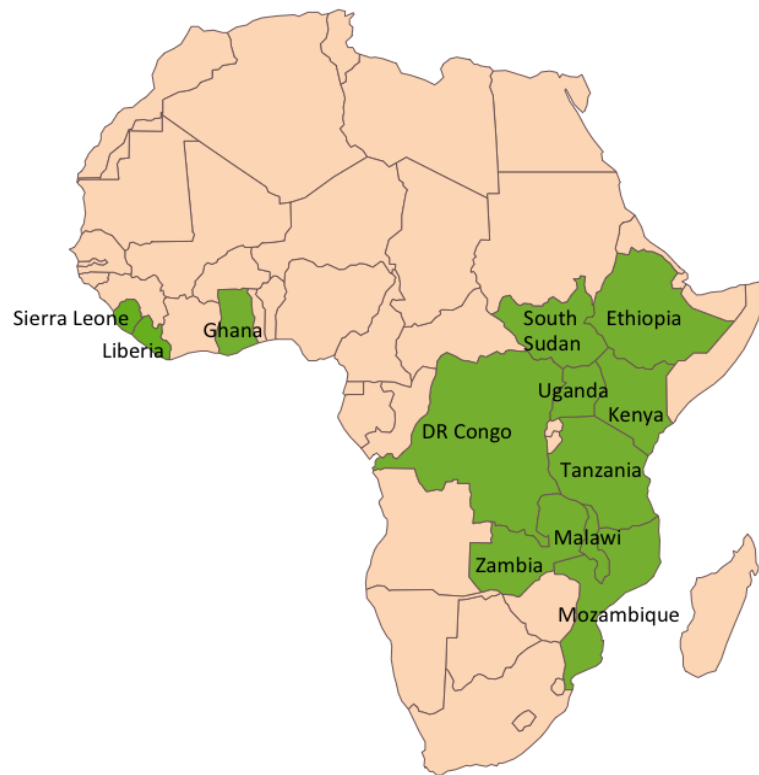 Sierra Leone
Liberia
Ghana
South
Sudan
Ethiopia
Uganda
Kenya
DR Congo
Tanzania
Malawi
Zambia
Mozambique